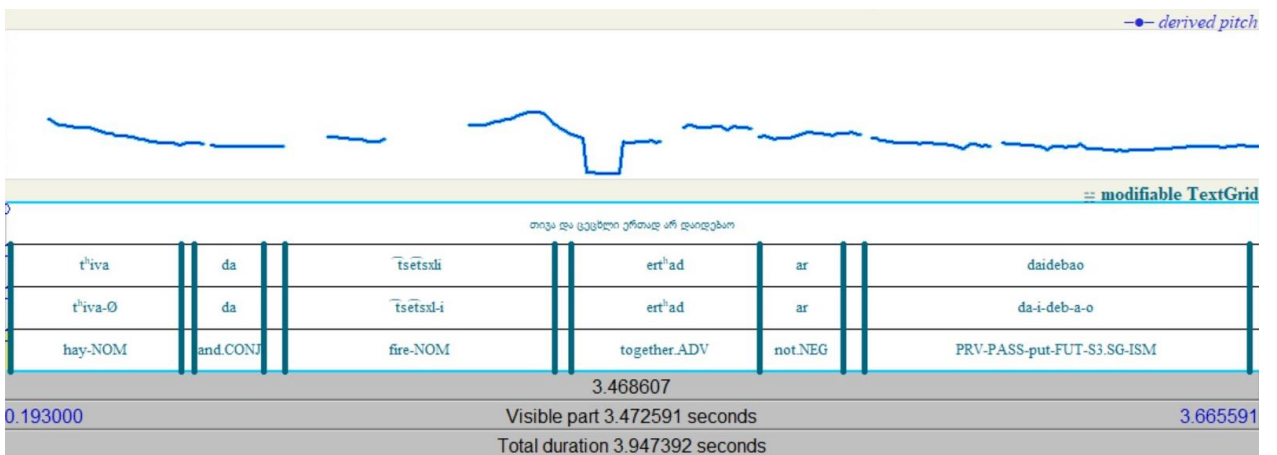 derived pitch
modifiable TextGrid
თივა და ცეცხლი ერთად არ დაიდებაო
tʰiva da t͡set͡sxli ertʰad ar daidebao
tʰiva-Ø da t͡set͡sxl-i ertʰad ar da-i-deb-a-o
hay-NOM and.CONJ fire-NOM together.ADV not.NEG PRV-PASS-put-FUT-S3.SG-ISM
3.468607
0.193000 Visible part 3.472591 seconds 3.665591
Total duration 3.947392 seconds